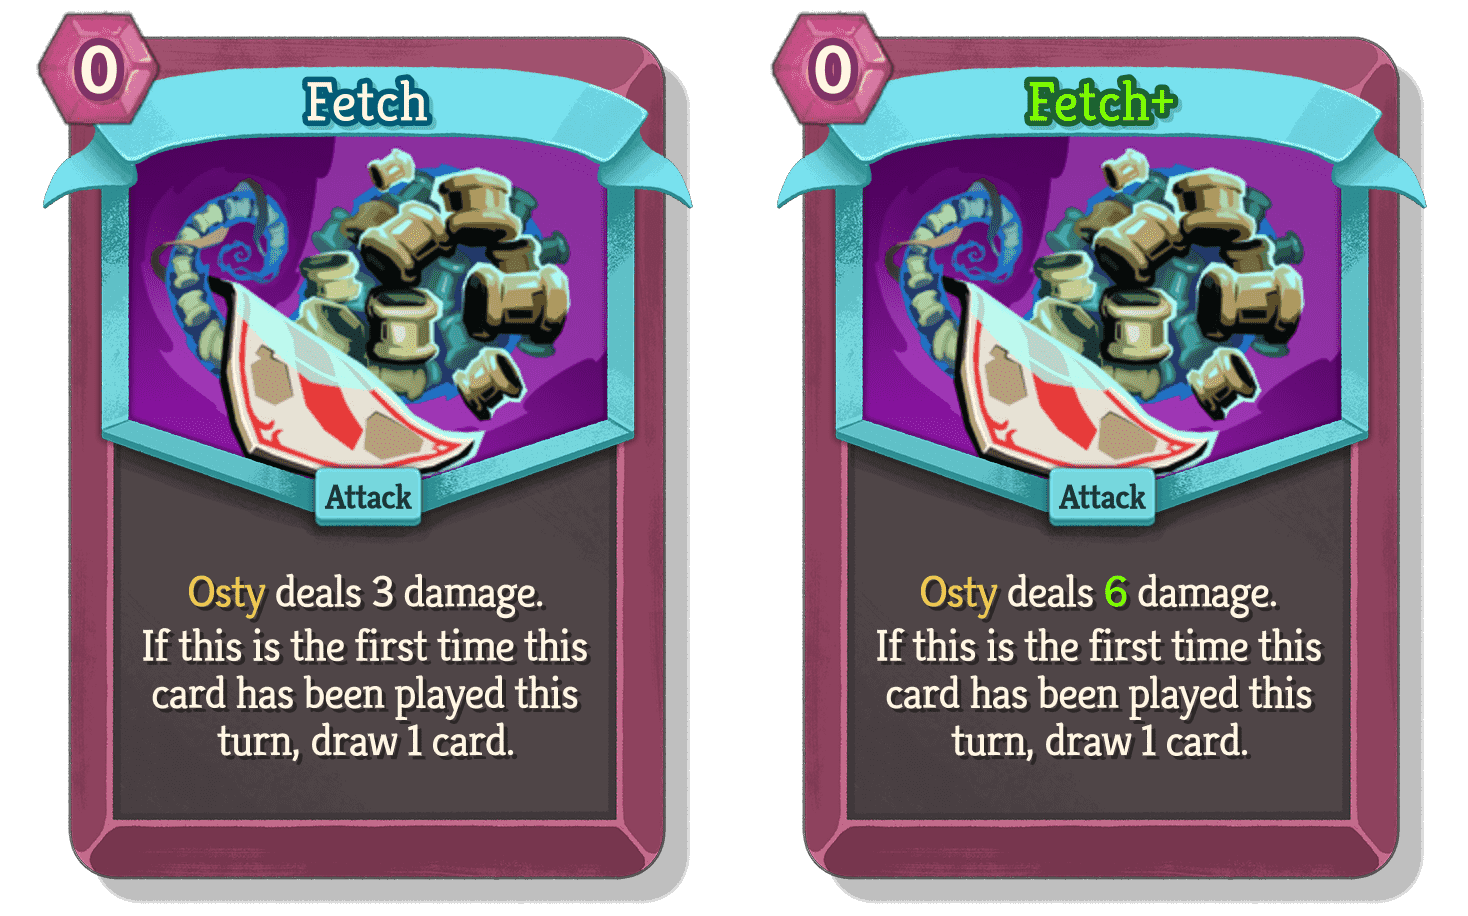 0
Fetch
Attack
Osty deals 3 damage.
If this is the first time this
card has been played this
turn, draw 1 card.
0
Fetch+
Attack
Osty deals 6 damage.
If this is the first time this
card has been played this
turn, draw 1 card.